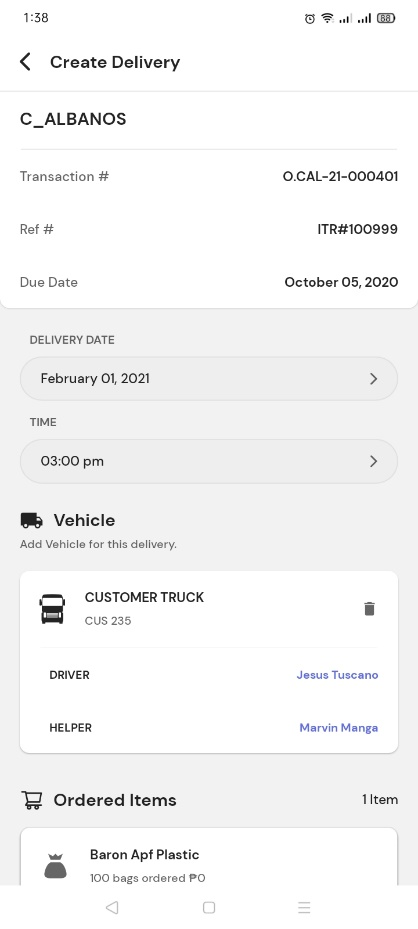 1:38
88
Create Delivery
C_ALBANOS
Transaction # O.CAL-21-000401
Ref # ITR#100999
Due Date October 05, 2020
DELIVERY DATE
February 01, 2021
TIME
03:00 pm
Vehicle
Add Vehicle for this delivery.
CUSTOMER TRUCK
CUS 235
DRIVER Jesus Tuscano
HELPER Marvin Manga
Ordered Items 1 Item
Baron Apf Plastic
100 bags ordered ₱0